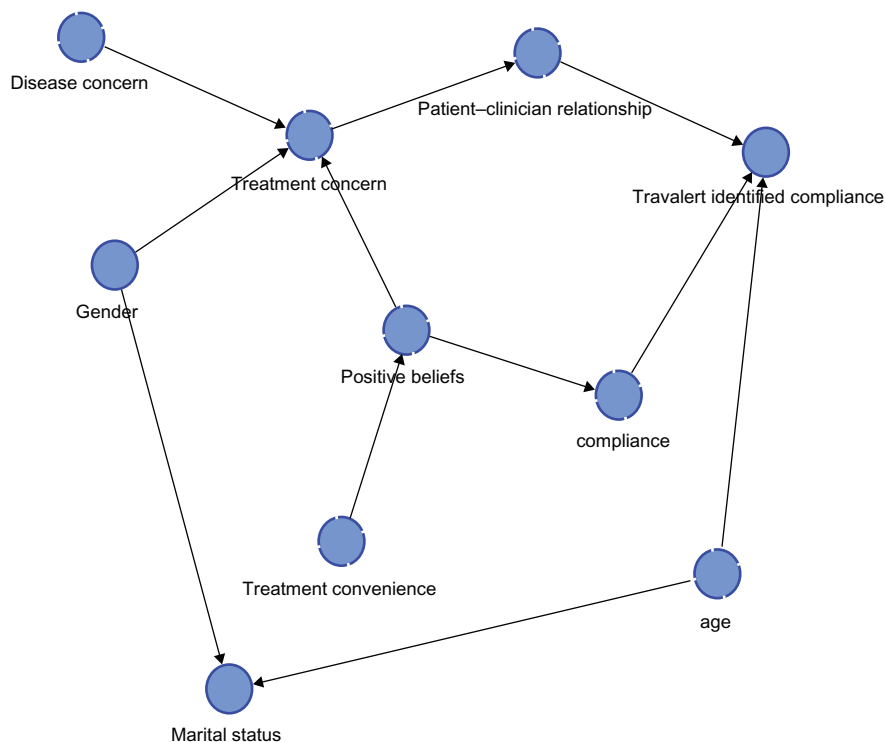 Disease concern
Patient–clinician relationship
Treatment concern
Travalert identified compliance
Gender
Positive beliefs
compliance
Treatment convenience
age
Marital status